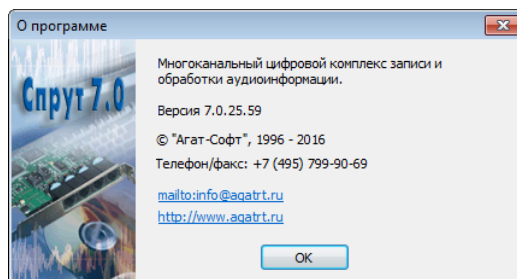 О программе
Спрут 7.0
Многоканальный цифровой комплекс записи и
обработки аудиоинформации.
Версия 7.0.25.59
© "Агат-Софт", 1996 - 2016
Телефон/факс: +7 (495) 799-90-69
mailto:info@agatrt.ru
http://www.agatrt.ru
OK